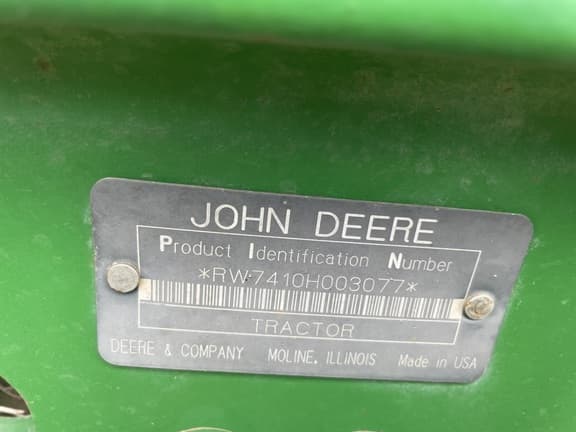 JOHN DEERE
Product Identification Number
*RW7410H003077*
TRACTOR
DEERE & COMPANY MOLINE, ILLINOIS Made in USA